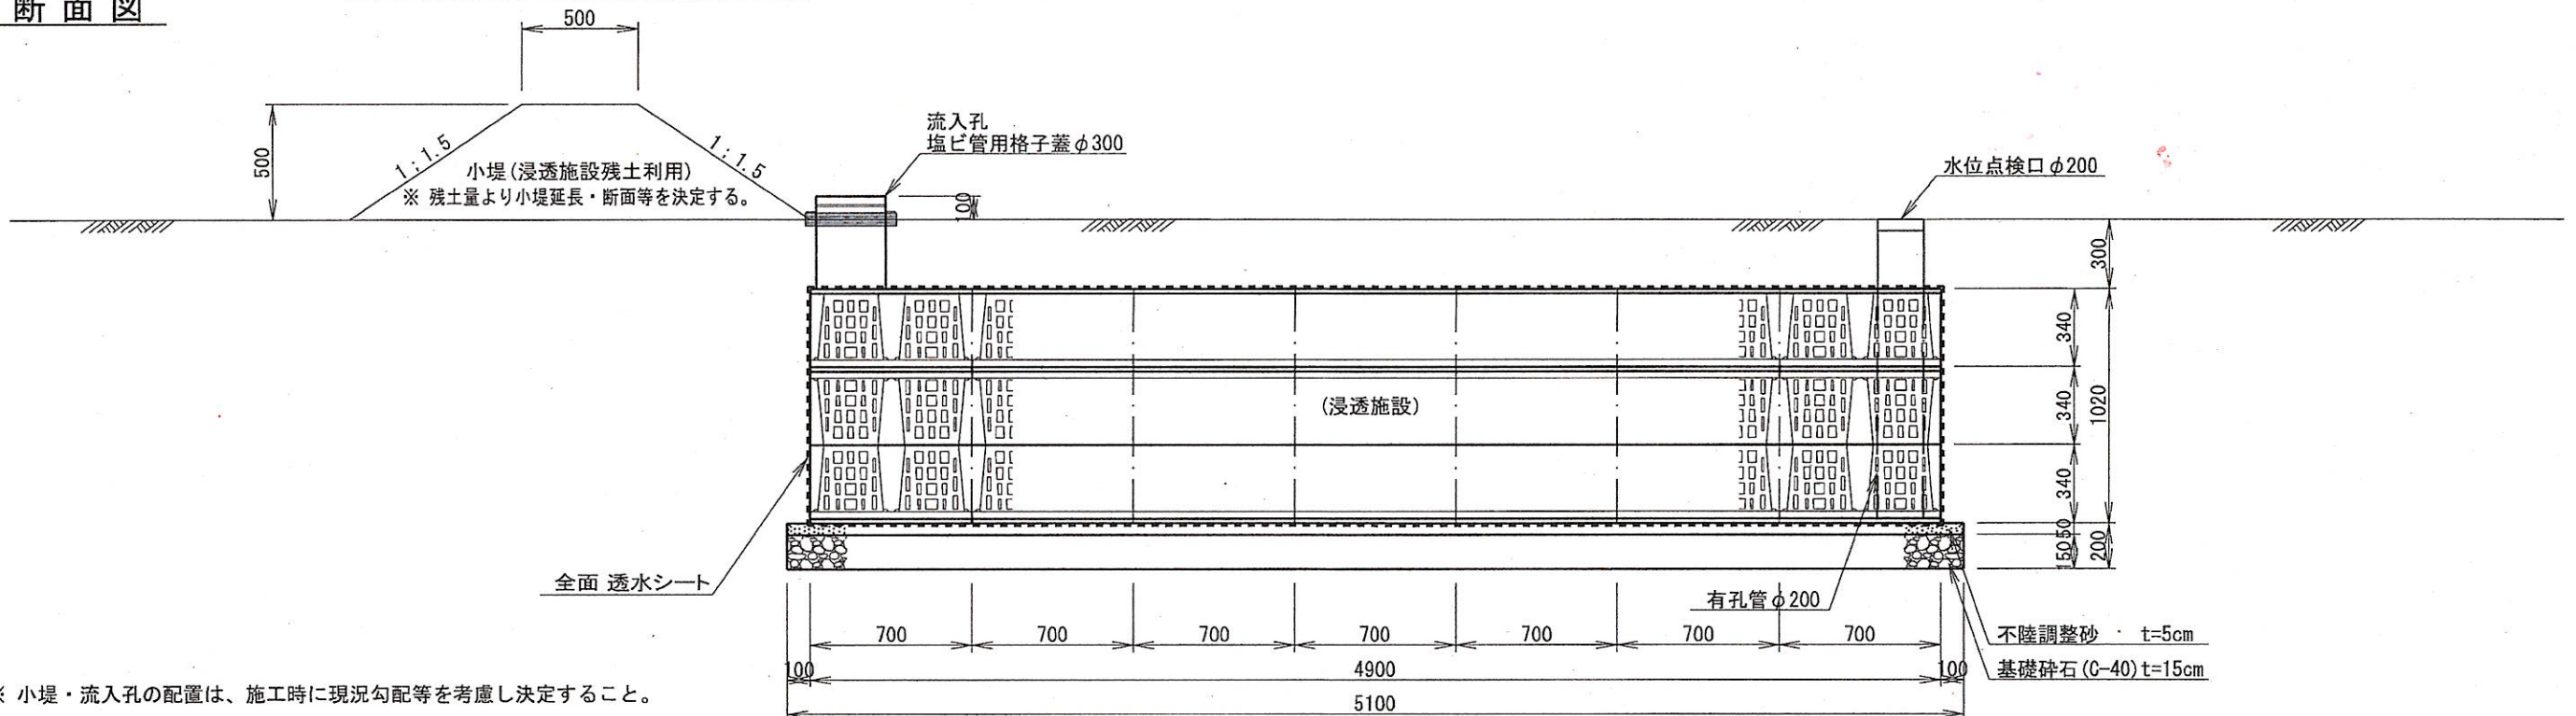 断面図
500
500
1:1.5
1:1.5
小堤(浸透施設残土利用)
※ 残土量より小堤延長・断面等を決定する。
流入孔
塩ビ管用格子蓋φ300
100
水位点検口φ200
300
340
340
340
1020
50
150
200
(浸透施設)
全面 透水シート
有孔管φ200
不陸調整砂 t=5cm
基礎砕石(C-40)t=15cm
700
700
700
700
700
700
700
100
4900
100
5100
※ 小堤・流入孔の配置は、施工時に現況勾配等を考慮し決定すること。